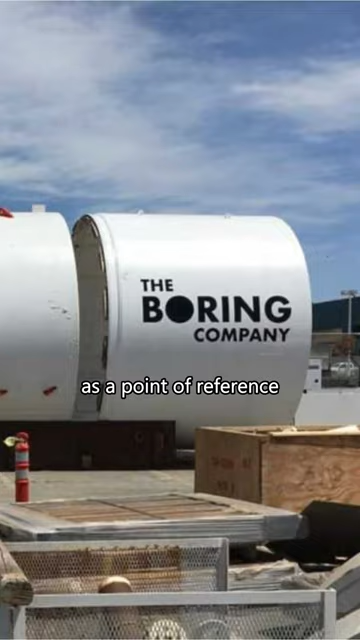 THE
BORING
COMPANY
as a point of reference